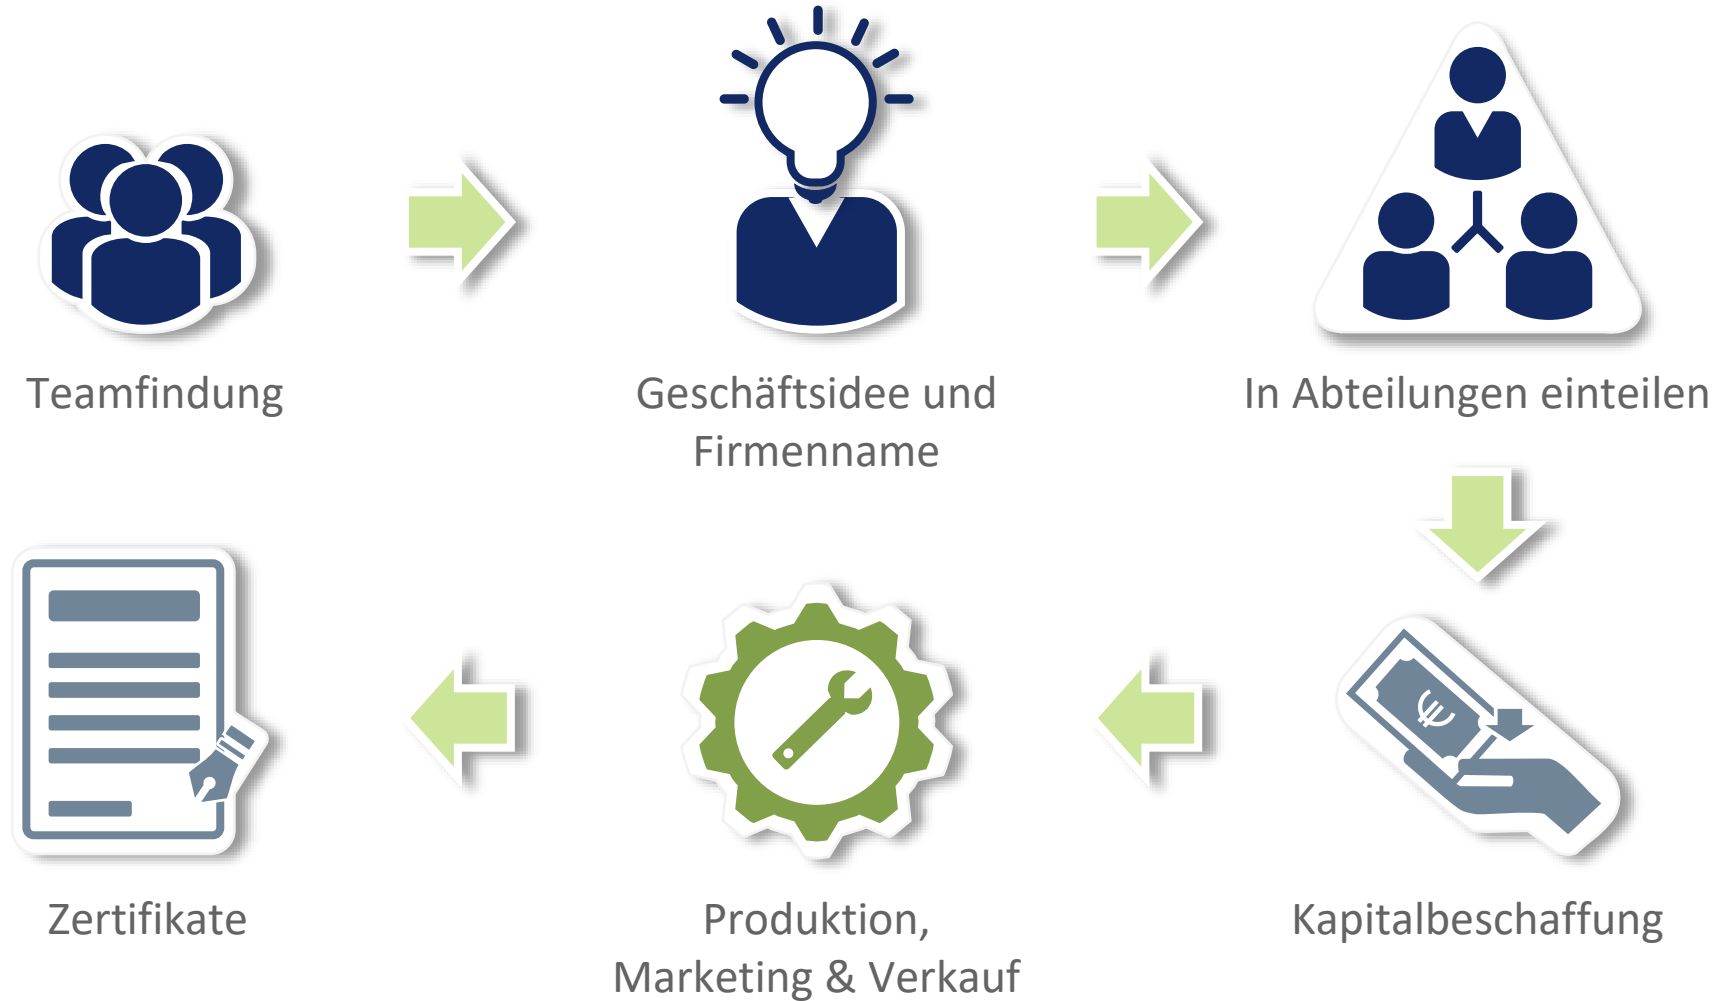 Teamfindung
Geschäftsidee und
Firmenname
In Abteilungen einteilen
€
Kapitalbeschaffung
Produktion,
Marketing & Verkauf
Zertifikate